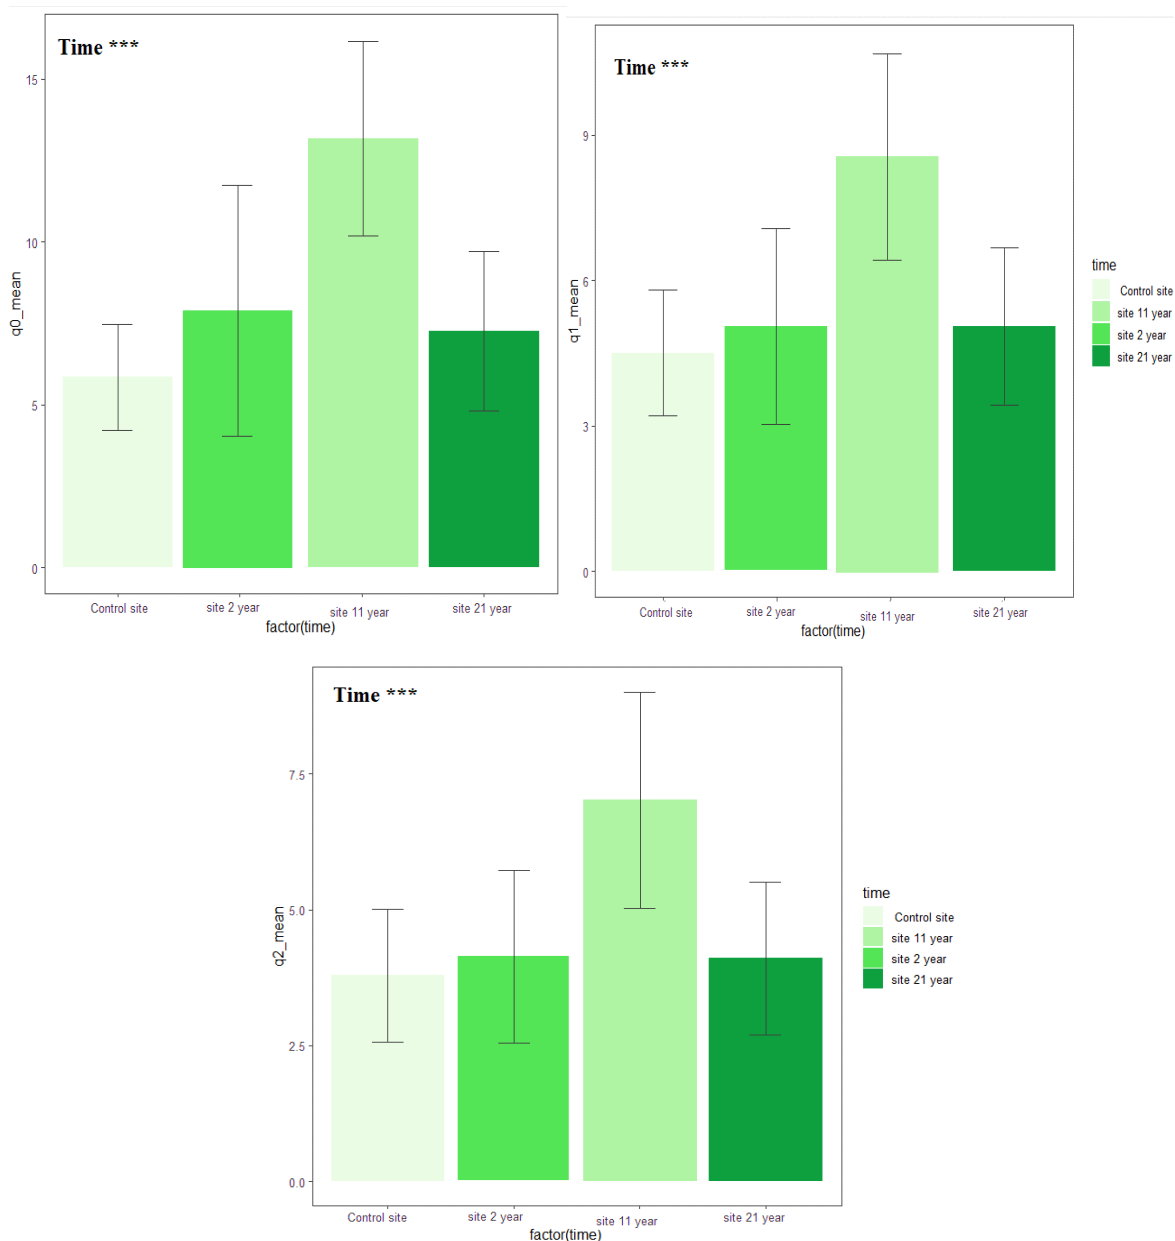 Time ***
q0_mean
15
10
5
0
Control site
site 2 year
site 11 year
site 21 year
factor(time)
Time ***
q1_mean
9
6
3
0
Control site
site 2 year
site 11 year
site 21 year
factor(time)
time
Control site
site 11 year
site 2 year
site 21 year
Time ***
q2_mean
7.5
5.0
2.5
0.0
Control site
site 2 year
site 11 year
site 21 year
factor(time)
time
Control site
site 11 year
site 2 year
site 21 year